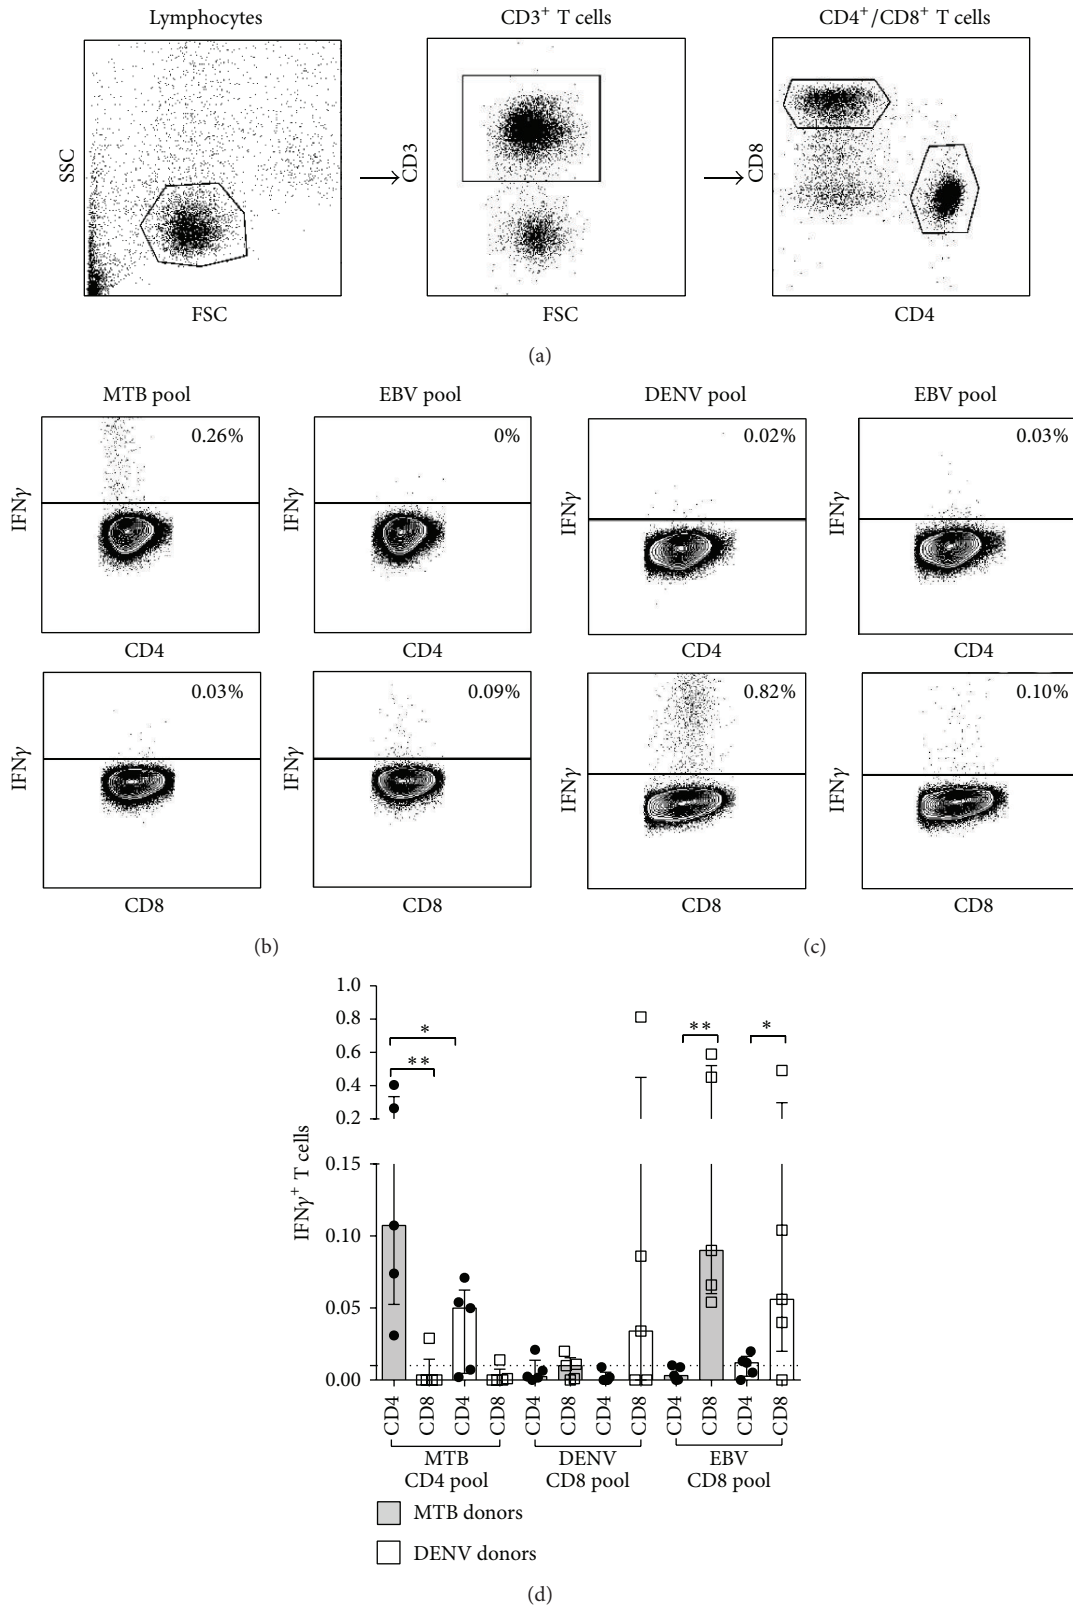 Lymphocytes
CD3+ T cells
CD4+/CD8+ T cells
SSC
CD3
CD8
FSC
FSC
CD4
(a)
MTB pool
EBV pool
DENV pool
EBV pool
0.26%
0%
0.02%
0.03%
IFNγ
IFNγ
IFNγ
IFNγ
CD4
CD4
CD4
CD4
0.03%
0.09%
0.82%
0.10%
IFNγ
IFNγ
IFNγ
IFNγ
CD8
CD8
CD8
CD8
(b)
(c)
1.0
0.8
0.6
0.4
0.2
0.15
0.10
0.05
0.00
IFNγ+ T cells
*
**
**
*
CD4
CD8
CD4
CD8
CD4
CD8
CD4
CD8
CD4
CD8
CD4
CD8
MTB
CD4 pool
DENV
CD8 pool
EBV
CD8 pool
MTB donors
DENV donors
(d)